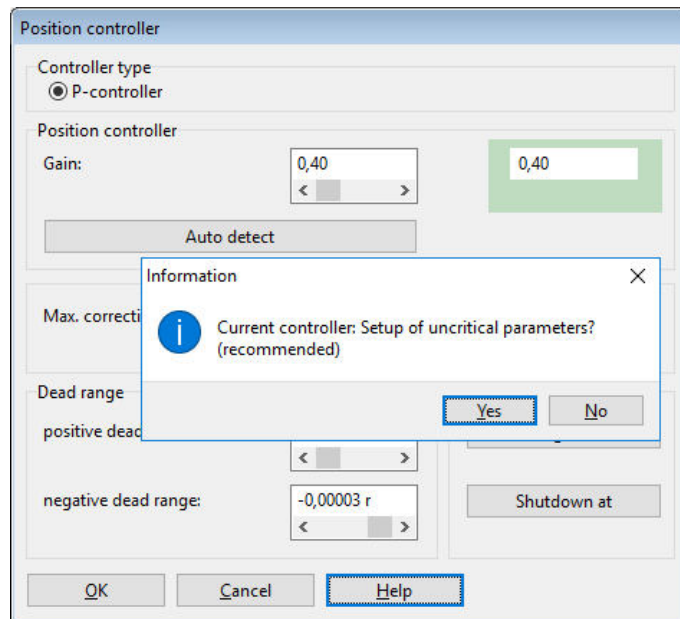 Position controller
Controller type
P-controller
Position controller
Gain:
0,40
0,40
Auto detect
Information
Max. correcti
Current controller: Setup of uncritical parameters?
(recommended)
Yes
No
Dead range
positive dead
negative dead range:
-0,00003 r
Shutdown at
OK
Cancel
Help